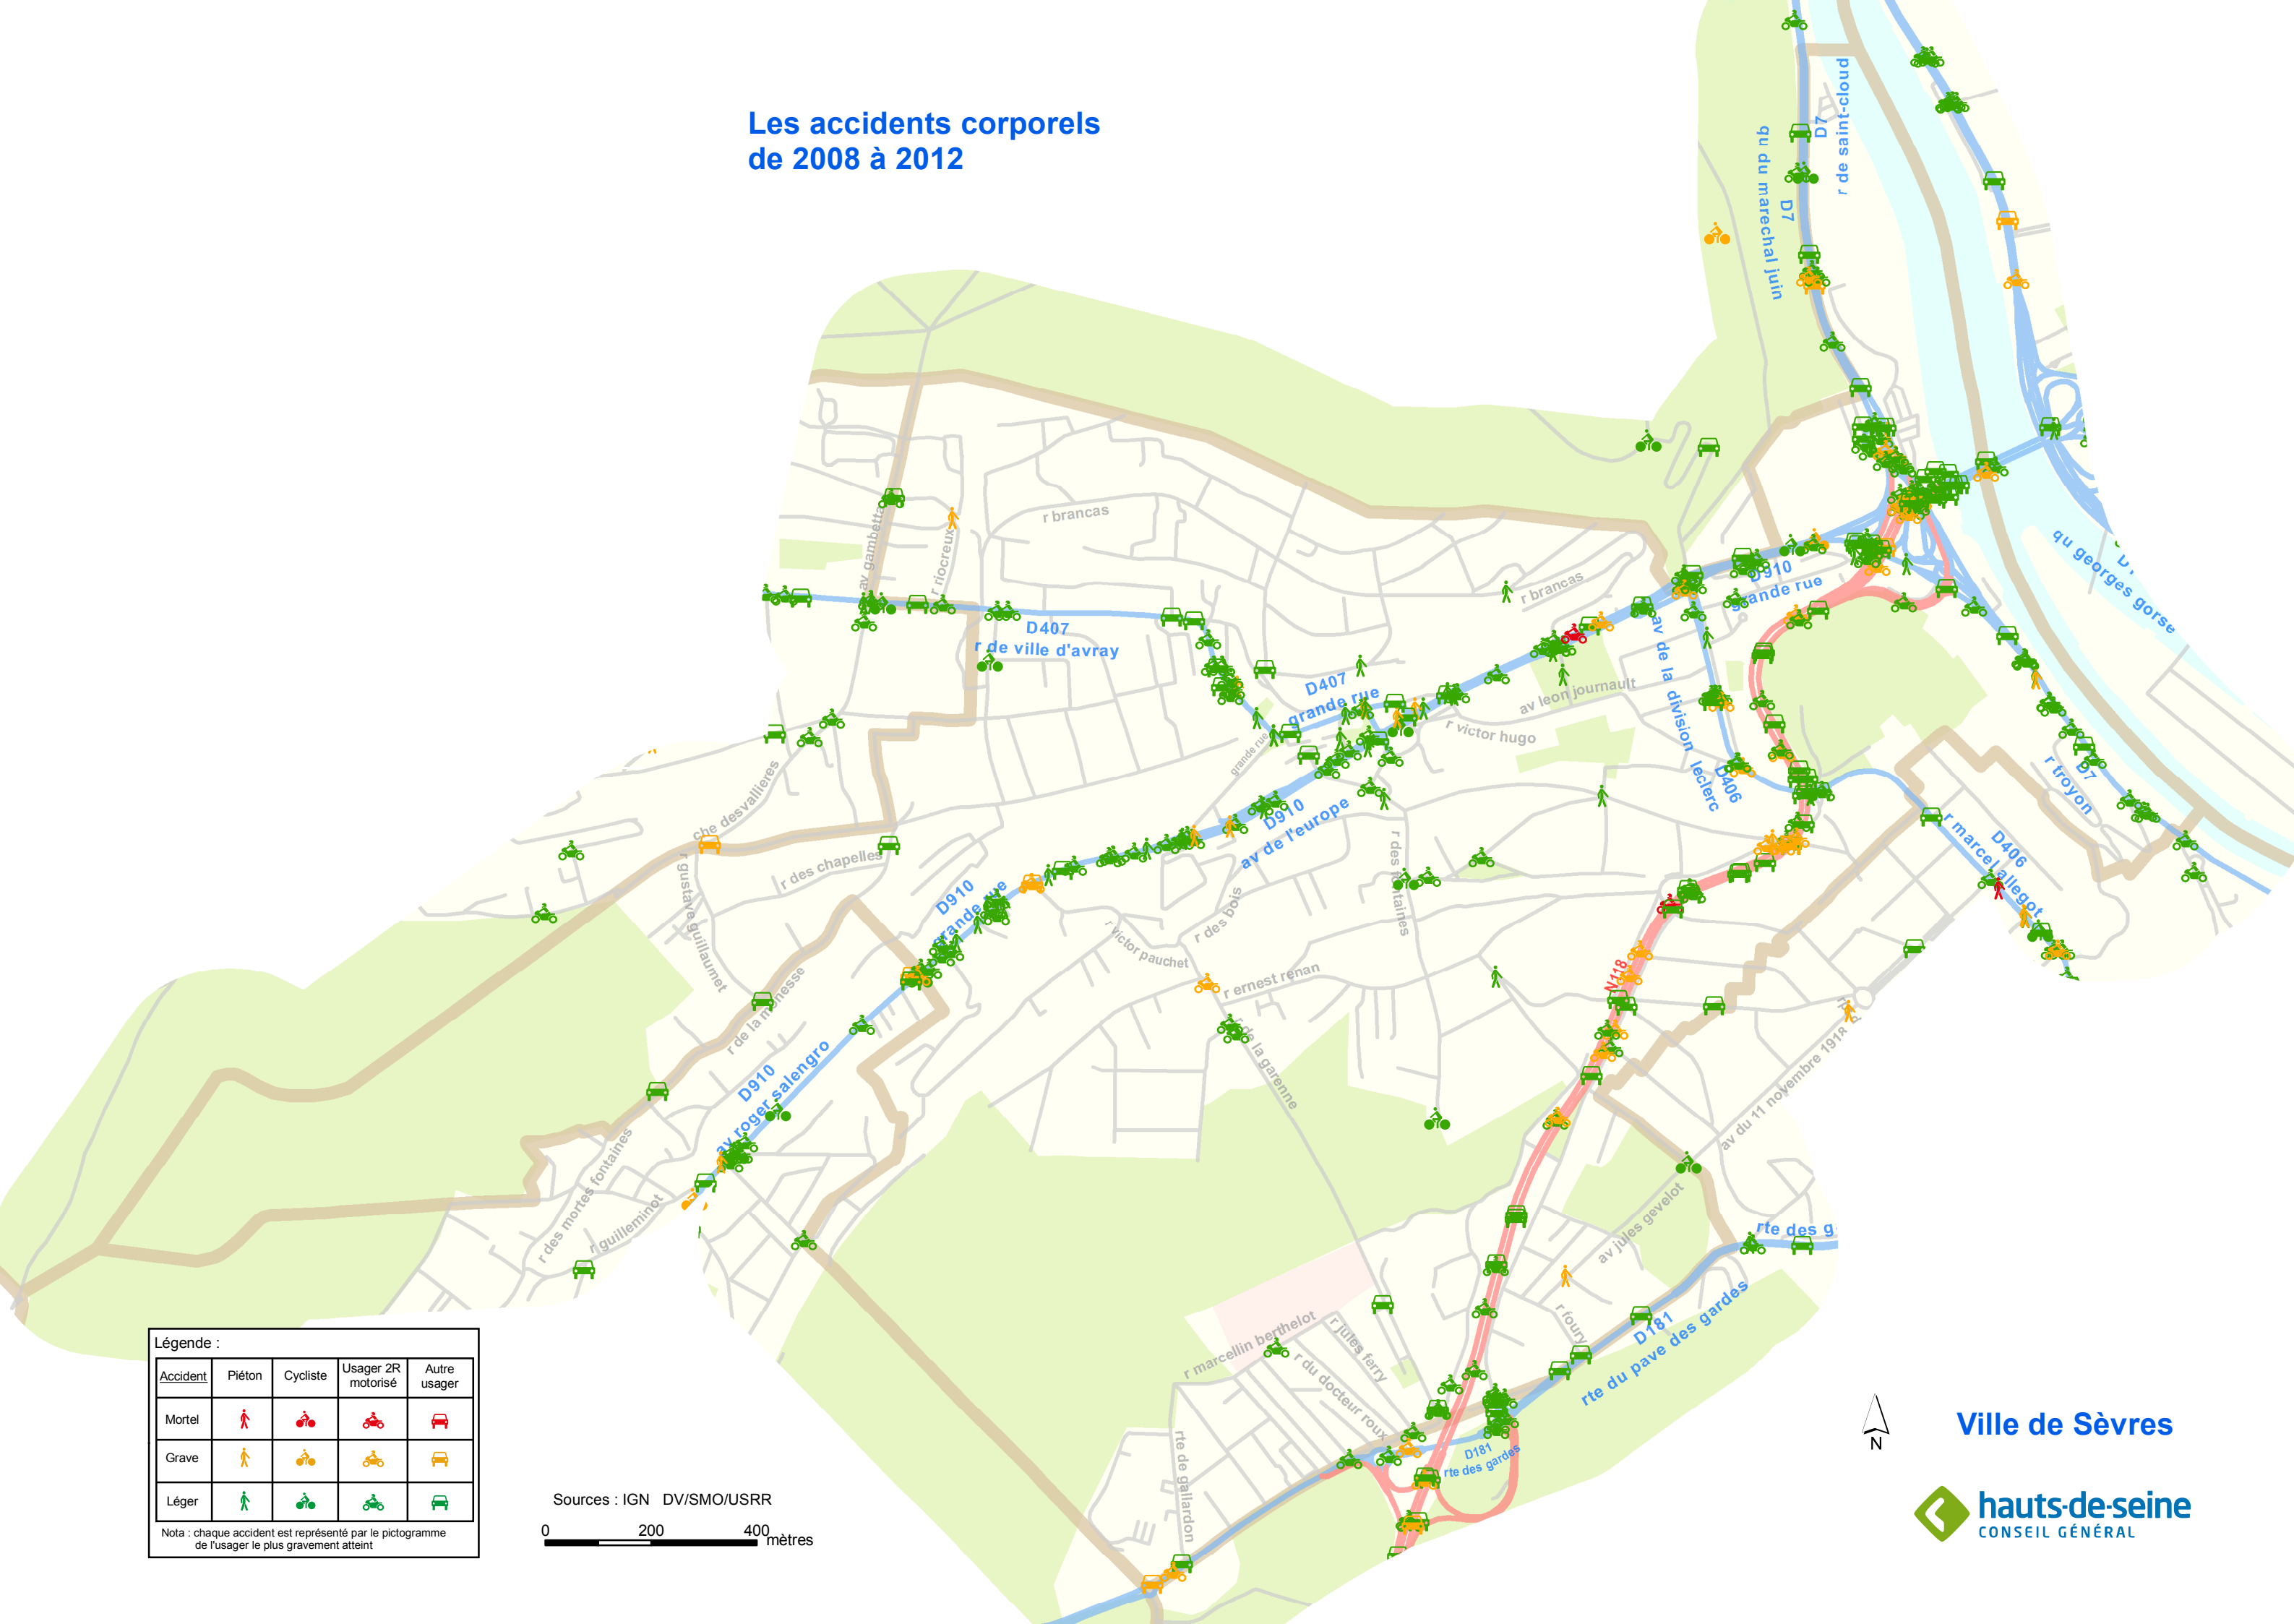 Les accidents corporels
de 2008 à 2012
D7
r de saint-cloud
qu du marechal juin
D7
qu georges gorse
r brancas
av gambetta
r riocreux
r brancas
D910
grande rue
D407
r de ville d'avray
D407
grande rue
av leon journault
r victor hugo
av de la division leclerc
D406
grande rue
D7
r troyon
che desvallieres
D910
av de l'europe
r des chapelles
r gustave guillaumet
D910
grande rue
r des fontaines
r des bois
r victor pauchet
r ernest renan
D406
r marcel allegot
N118
r de la monesse
r de la garenne
av du 11 novembre 1918
D910
av roger salengro
r des mortes fontaines
r guilleminot
av jules gevelot
rte des g
r foury
D181
rte du pave des gardes
r marcellin berthelot
r jules ferry
r du docteur roux
D181
rte des gardes
rte de gallardon
Légende :
Accident Piéton Cycliste Usager 2R motorisé Autre usager
Mortel
Grave
Léger
Nota : chaque accident est représenté par le pictogramme
de l'usager le plus gravement atteint
Sources : IGN DV/SMO/USRR
0 200 400 mètres
N
Ville de Sèvres
hauts-de-seine
CONSEIL GÉNÉRAL